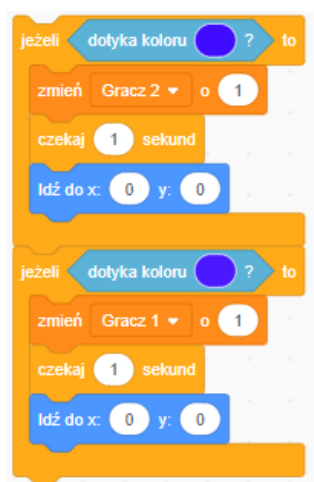 jeżeli dotyka koloru ? to
zmień Gracz 2 o 1
czekaj 1 sekund
Idź do x: 0 y: 0
jeżeli dotyka koloru ? to
zmień Gracz 1 o 1
czekaj 1 sekund
Idź do x: 0 y: 0